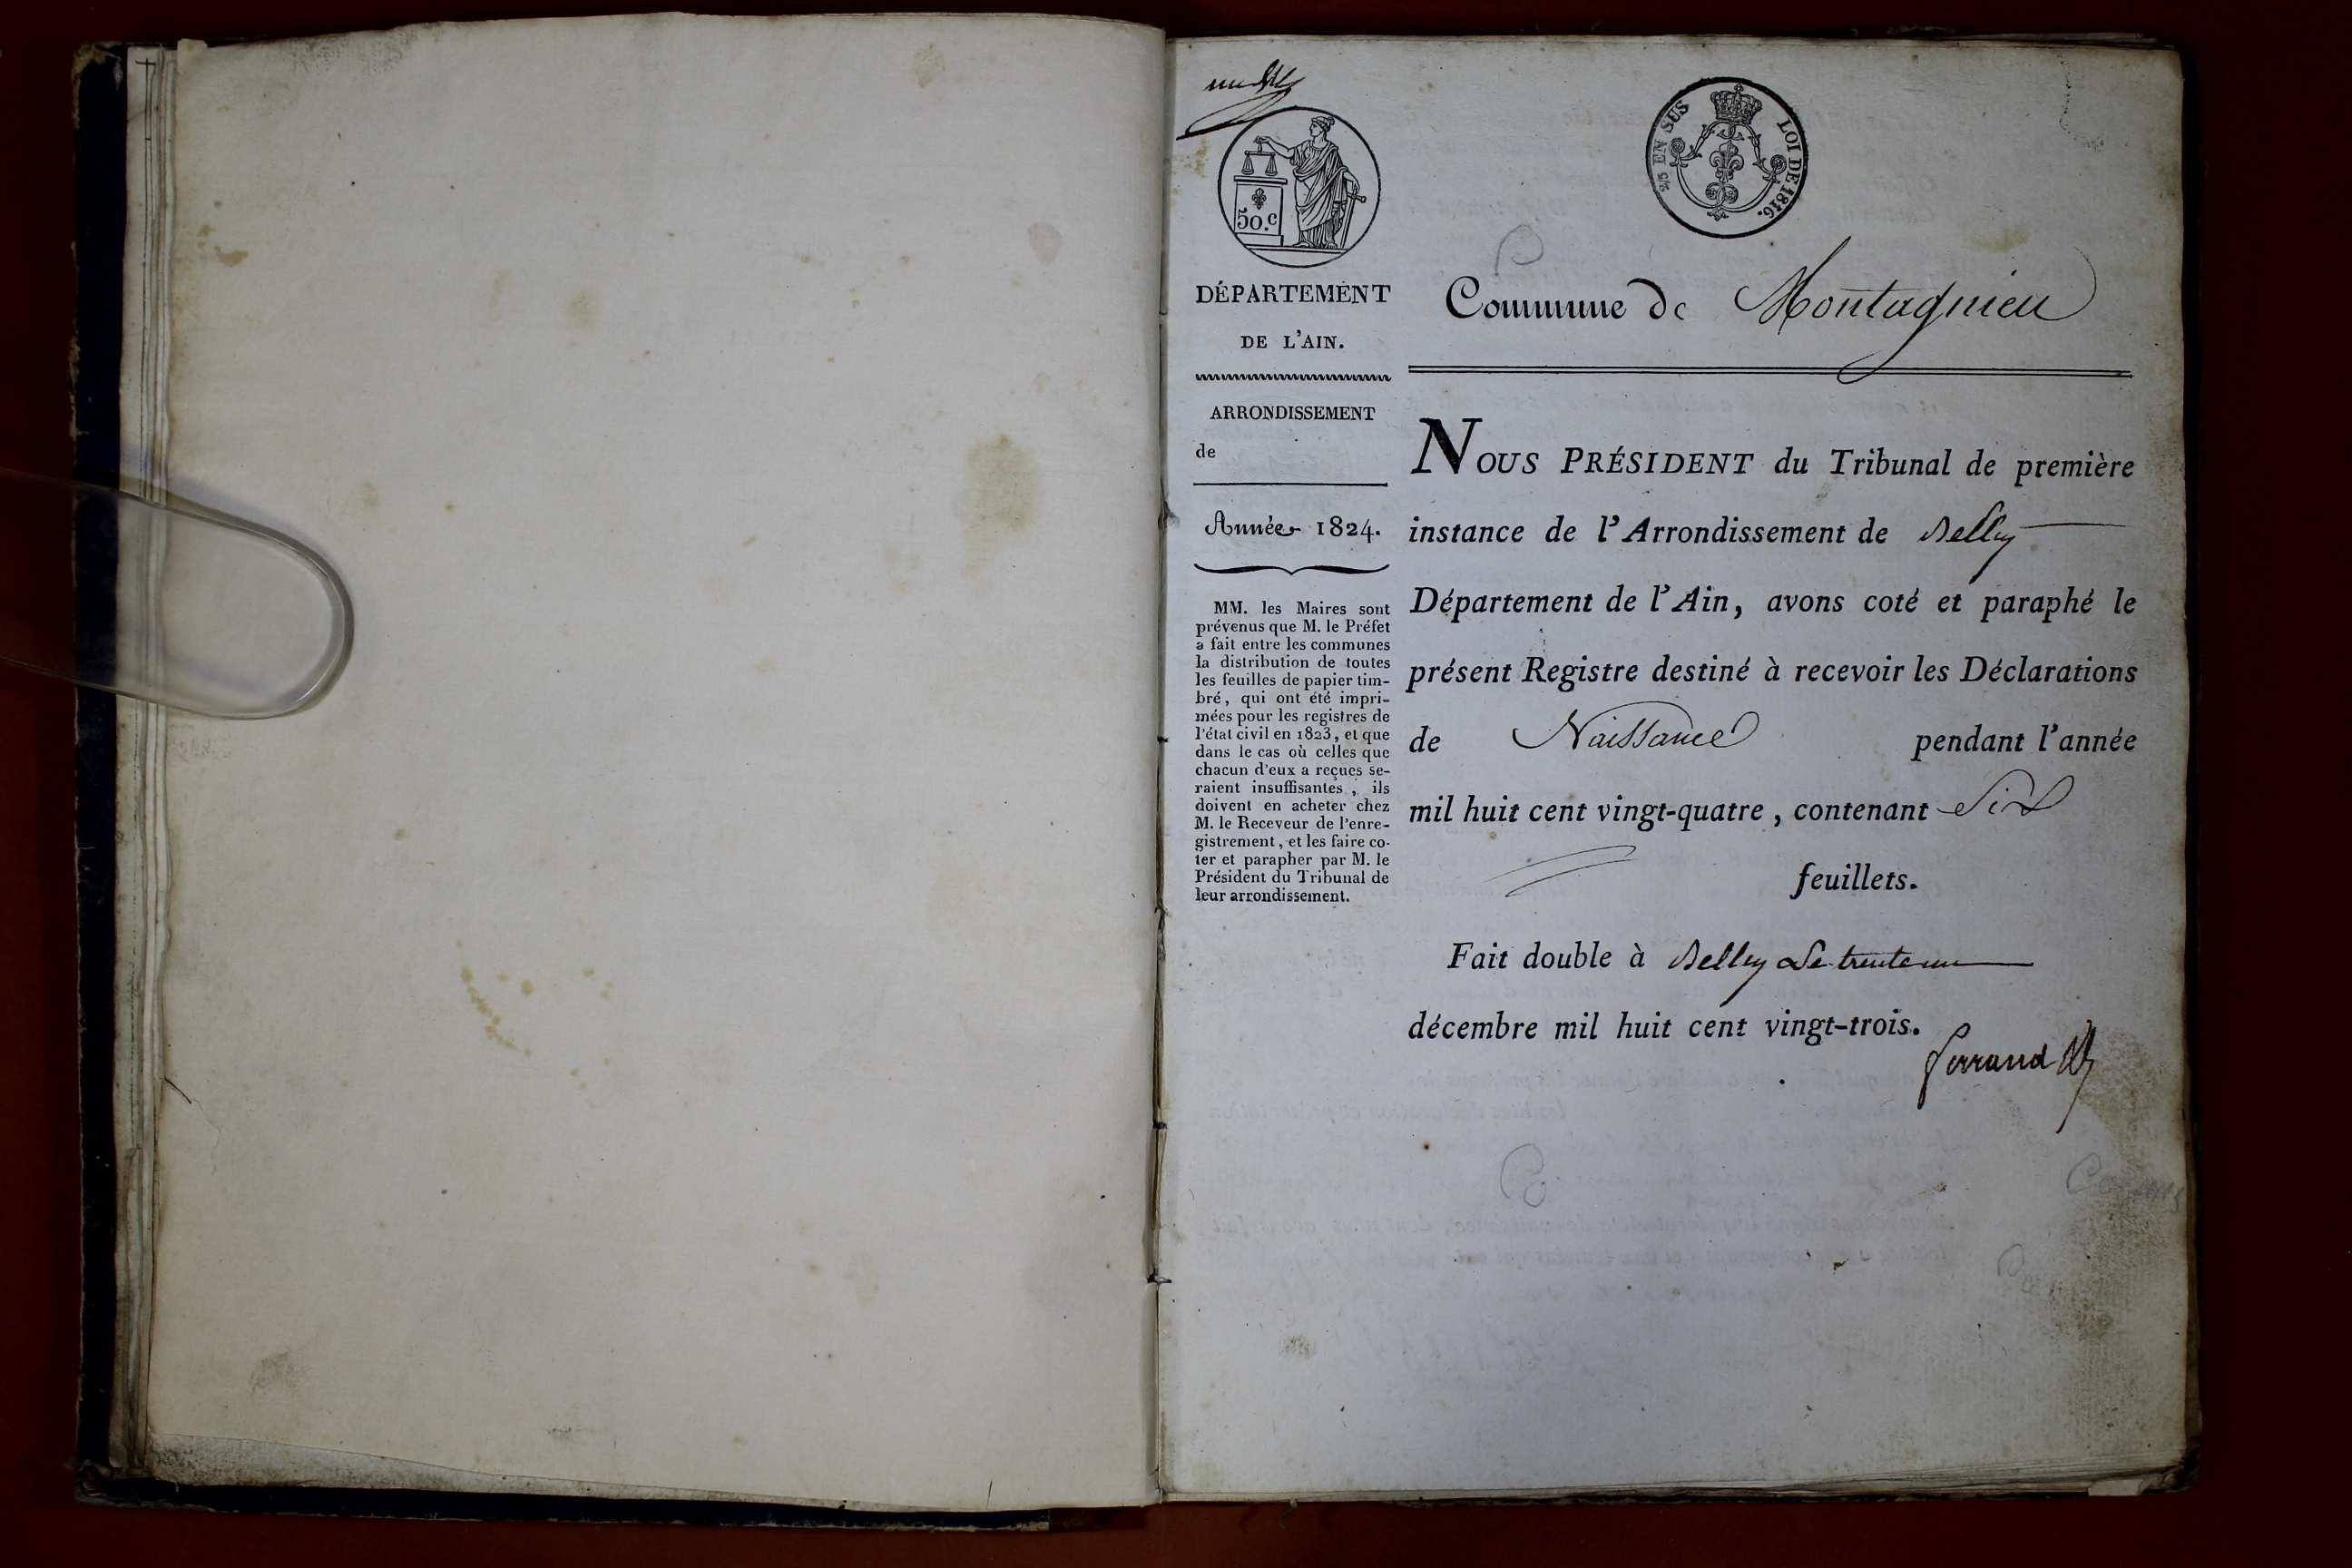 50.c
2/5 EN SUS LOI DE 1816.
DÉPARTEMENT
DE L'AIN.
ARRONDISSEMENT
de
Année 1824.
MM. les Maires sont
prévenus que M. le Préfet
a fait entre les communes
la distribution de toutes
les feuilles de papier tim-
bré, qui ont été impri-
mées pour les registres de
l'état civil en 1823, et que
dans le cas où celles que
chacun d'eux a reçues se-
raient insuffisantes, ils
doivent en acheter chez
M. le Receveur de l'enre-
gistrement, et les faire co-
ter et parapher par M. le
Président du Tribunal de
leur arrondissement.
Commune de Montagnieu
NOUS PRÉSIDENT du Tribunal de première
instance de l'Arrondissement de Belley
Département de l'Ain, avons coté et paraphé le
présent Registre destiné à recevoir les Déclarations
de Naissance pendant l'année
mil huit cent vingt-quatre, contenant Six
feuillets.
Fait double à Belley Le trente un
décembre mil huit cent vingt-trois.
ferrand